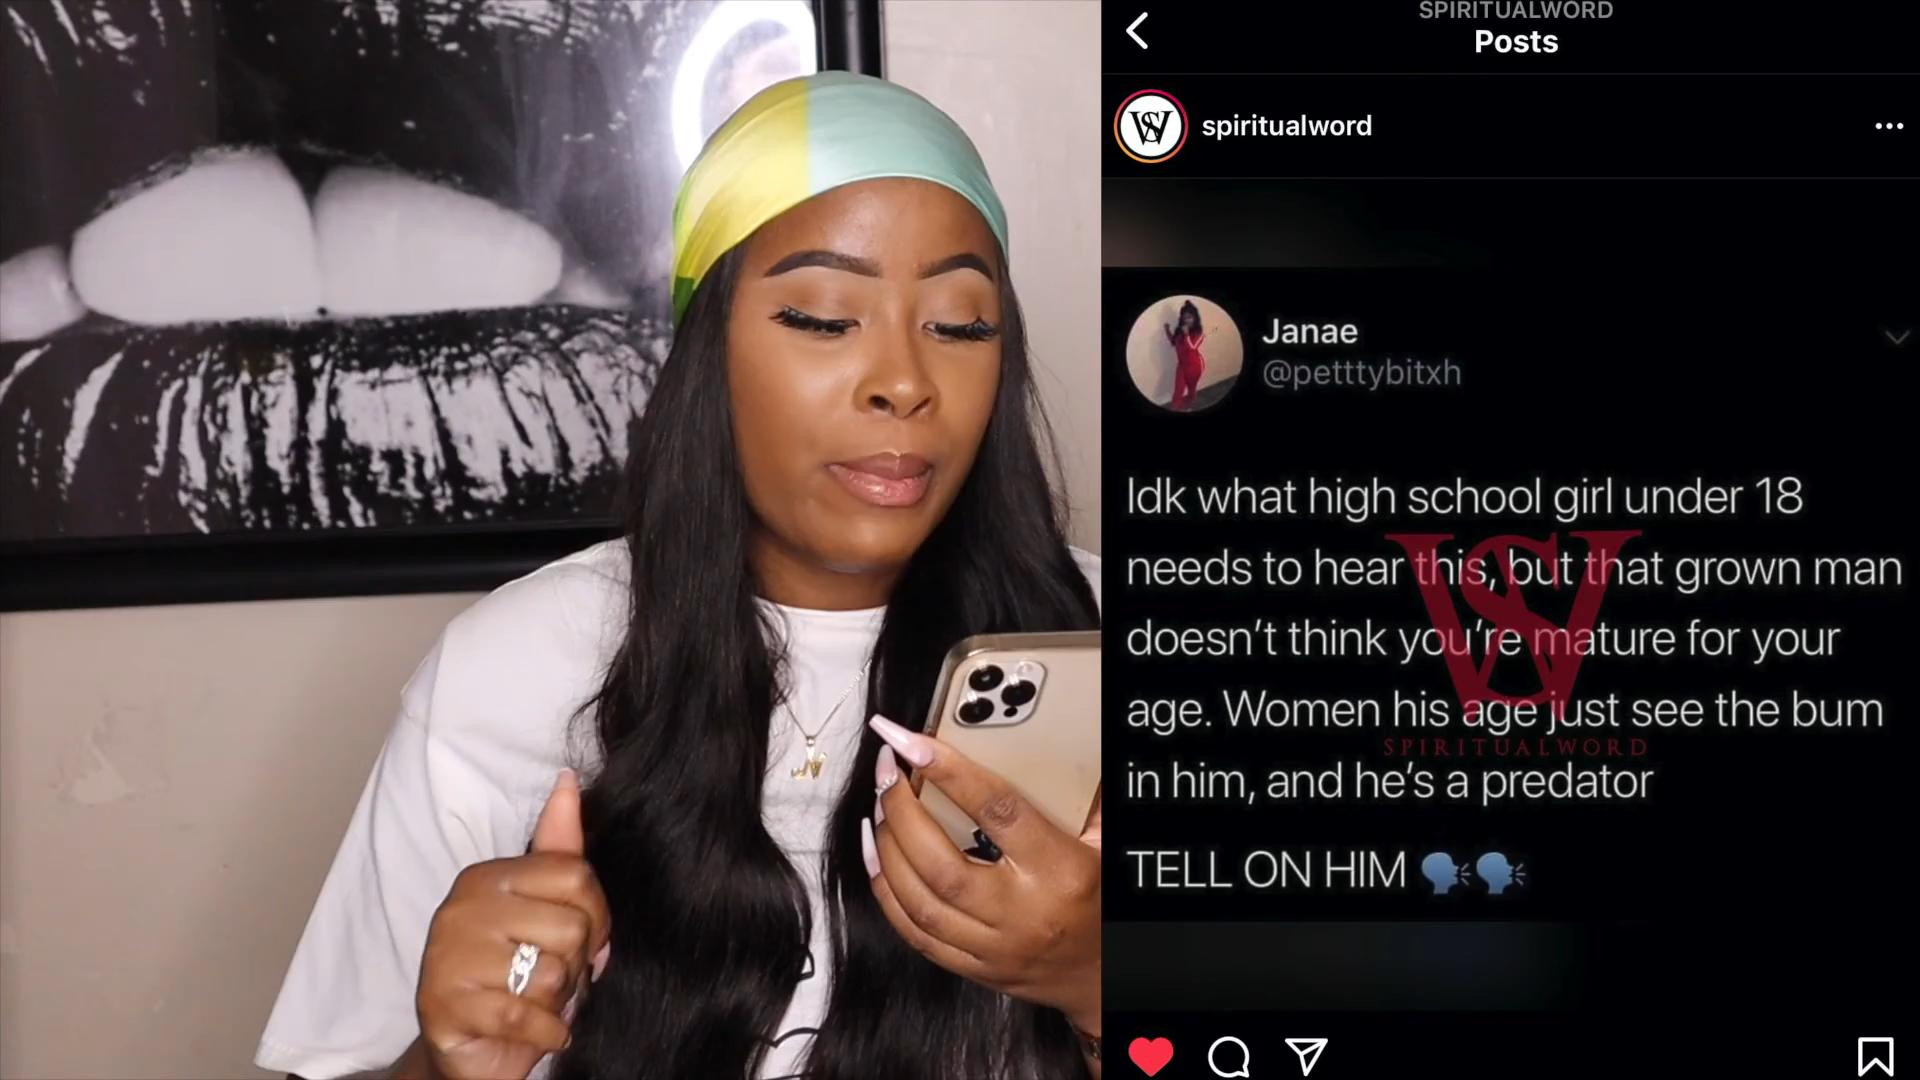 SPIRITUALWORD
Posts
spiritualword
Janae
@petttybitxh
Idk what high school girl under 18
needs to hear this, but that grown man
doesn't think you're mature for your
age. Women his age just see the bum
in him, and he's a predator
SPIRITUALWORD
TELL ON HIM 🗣🗣